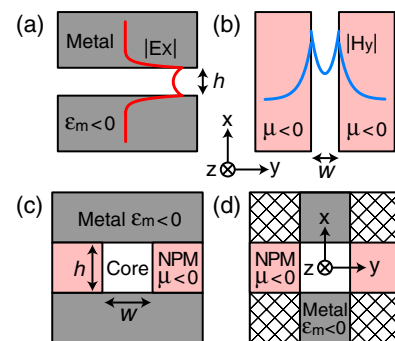 (a)
Metal
|Ex|
h
εm<0
(b)
|Hy|
μ<0
μ<0
w
x
z
y
(c)
Metal εm<0
h
Core
NPM
μ<0
w
(d)
x
NPM
μ<0
z
y
Metal
εm<0